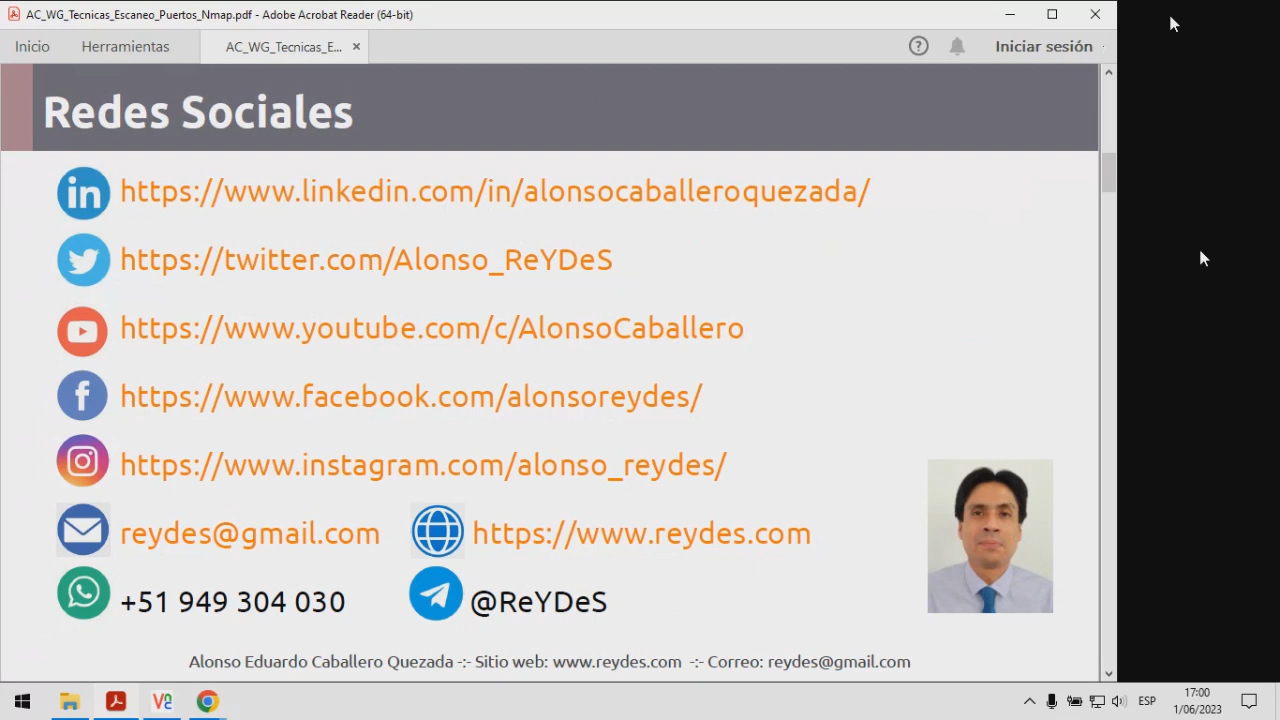 AC_WG_Tecnicas_Escaneo_Puertos_Nmap.pdf - Adobe Acrobat Reader (64-bit)
Inicio Herramientas AC_WG_Tecnicas_E... Iniciar sesión
Redes Sociales
https://www.linkedin.com/in/alonsocaballeroquezada/
https://twitter.com/Alonso_ReYDeS
https://www.youtube.com/c/AlonsoCaballero
https://www.facebook.com/alonsoreydes/
https://www.instagram.com/alonso_reydes/
reydes@gmail.com https://www.reydes.com
+51 949 304 030 @ReYDeS
Alonso Eduardo Caballero Quezada -:- Sitio web: www.reydes.com -:- Correo: reydes@gmail.com
ESP 17:00
1/06/2023